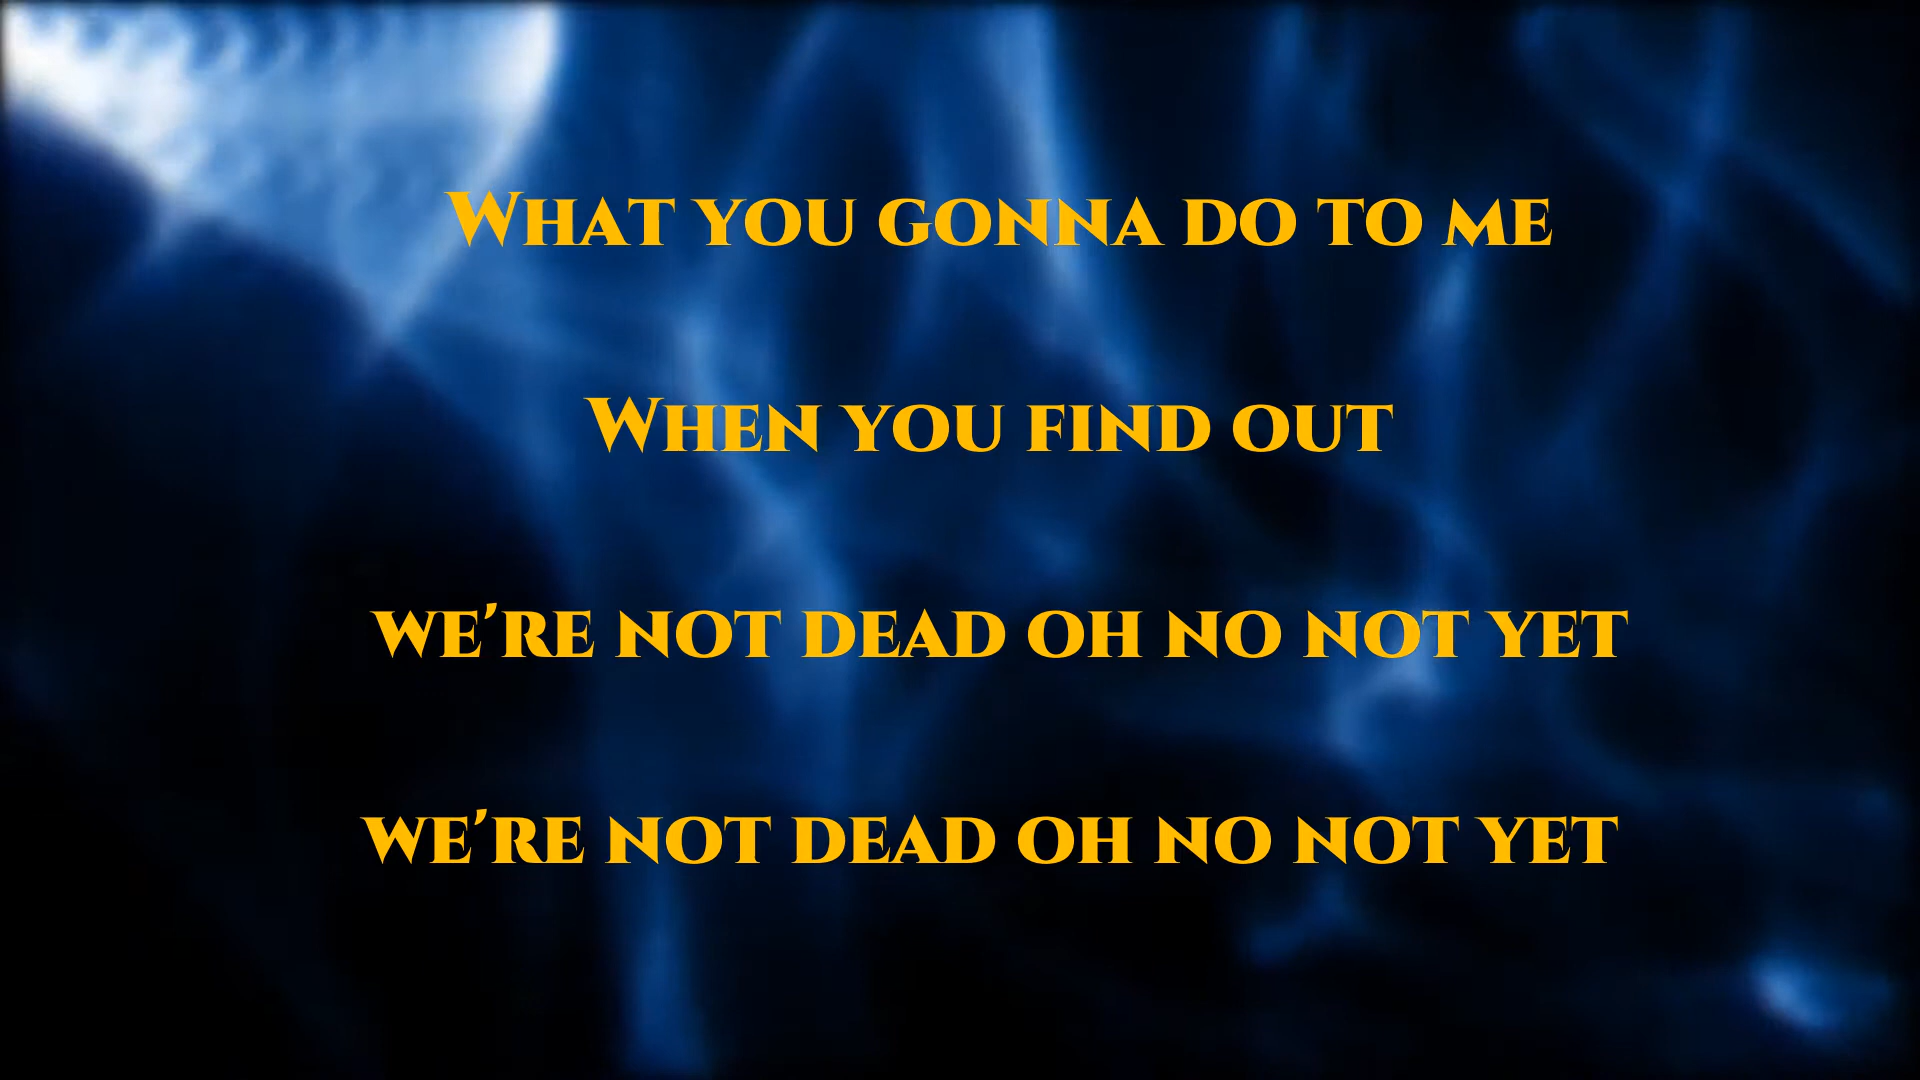 What you gonna do to me
When you find out
we're not dead oh no not yet
we're not dead oh no not yet